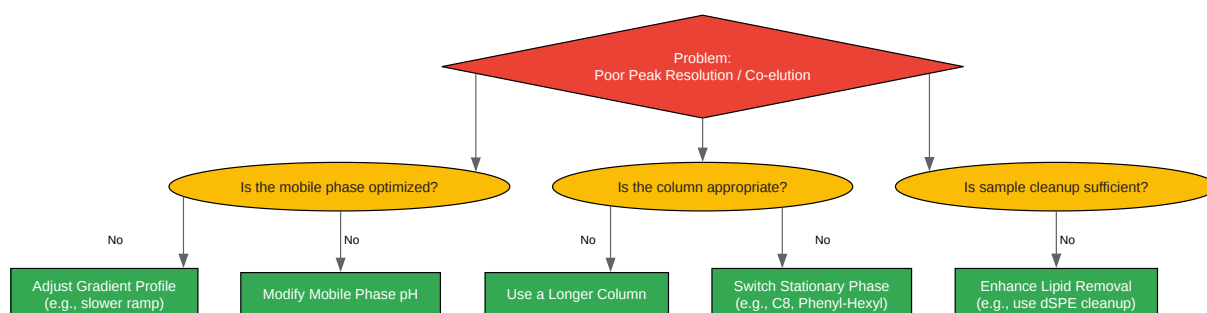 Problem:
Poor Peak Resolution / Co-elution
Is the mobile phase optimized?
Is the column appropriate?
Is sample cleanup sufficient?
No
No
No
No
No
Adjust Gradient Profile
(e.g., slower ramp)
Modify Mobile Phase pH
Use a Longer Column
Switch Stationary Phase
(e.g., C8, Phenyl-Hexyl)
Enhance Lipid Removal
(e.g., use dSPE cleanup)